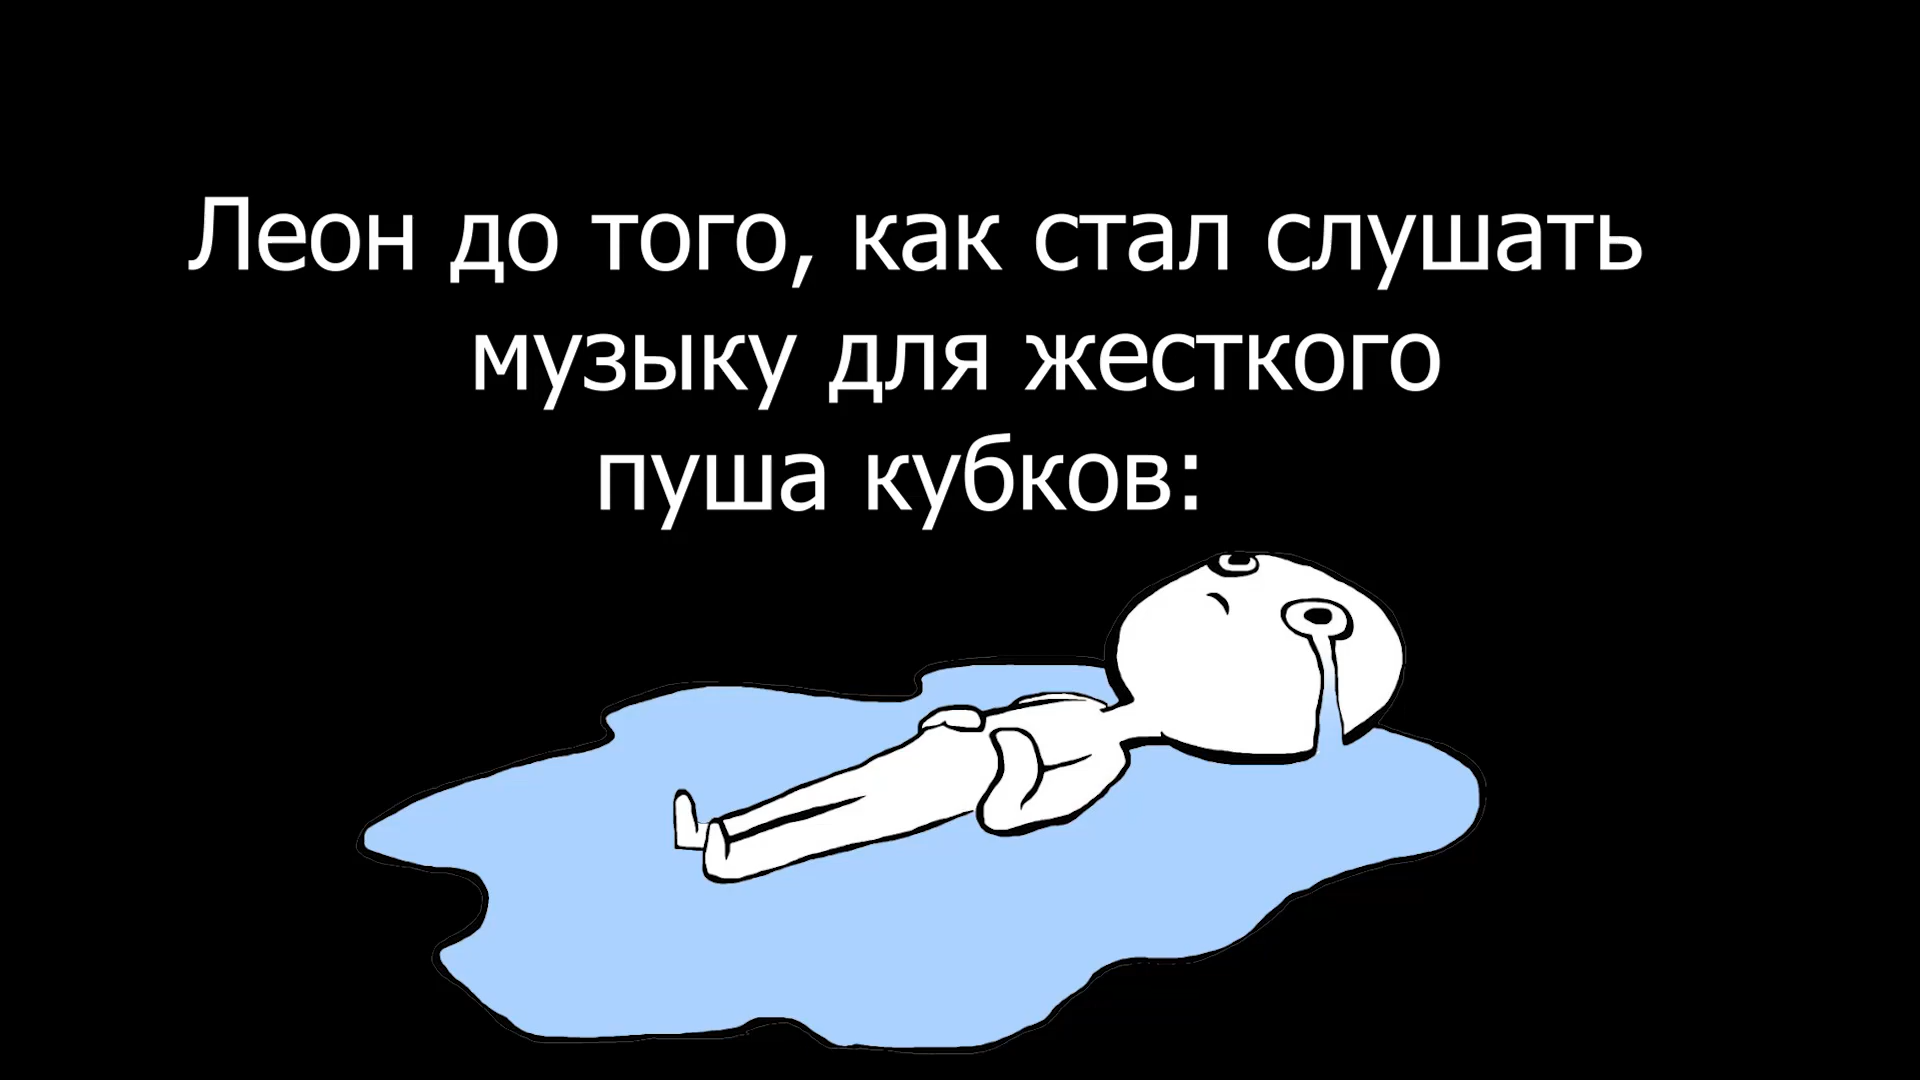 Леон до того, как стал слушать
музыку для жесткого
пуша кубков: